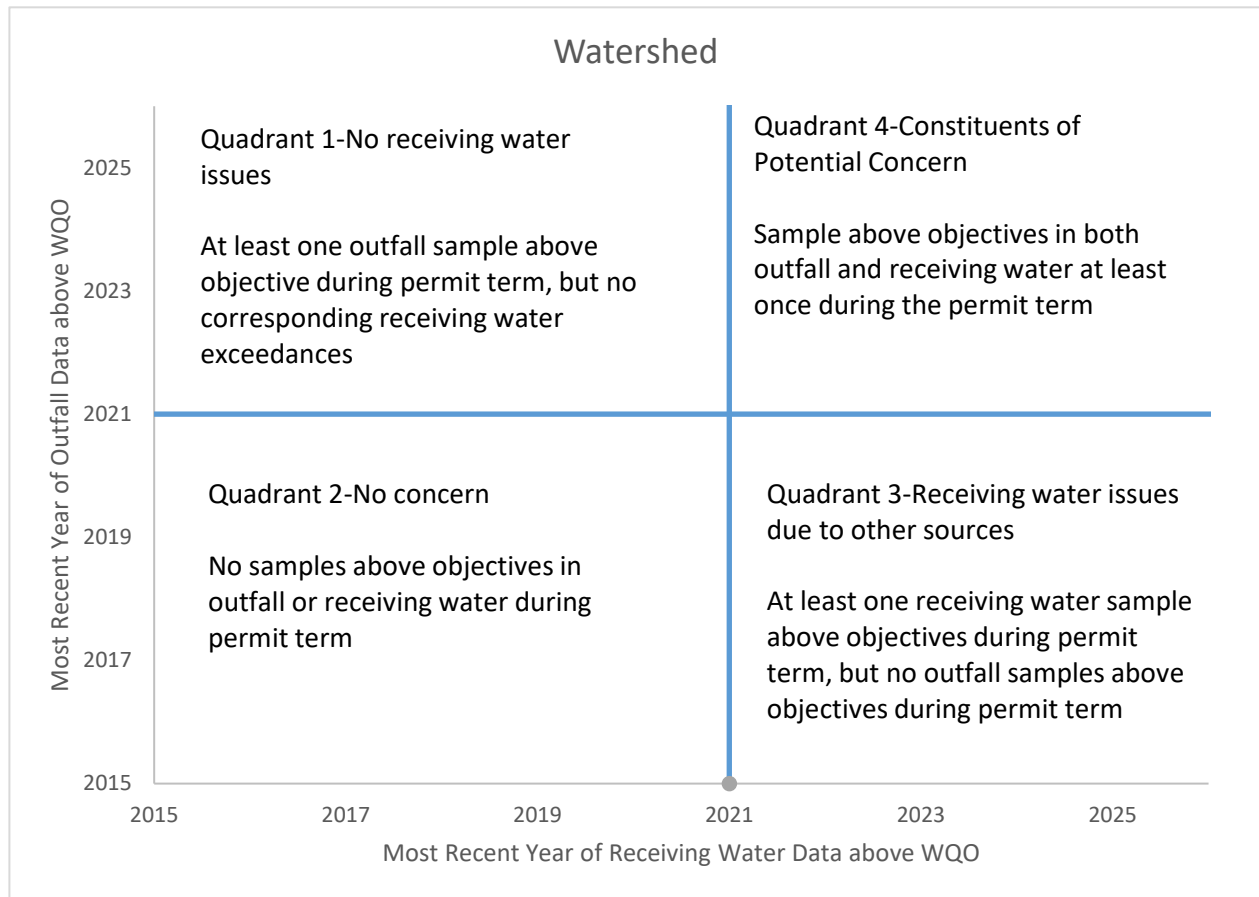 Watershed
Most Recent Year of Outfall Data above WQO
2025
2023
2021
2019
2017
2015
Quadrant 1-No receiving water
issues
At least one outfall sample above
objective during permit term, but no
corresponding receiving water
exceedances
Quadrant 4-Constituents of
Potential Concern
Sample above objectives in both
outfall and receiving water at least
once during the permit term
Quadrant 2-No concern
No samples above objectives in
outfall or receiving water during
permit term
Quadrant 3-Receiving water issues
due to other sources
At least one receiving water sample
above objectives during permit
term, but no outfall samples above
objectives during permit term
2015
2017
2019
2021
2023
2025
Most Recent Year of Receiving Water Data above WQO